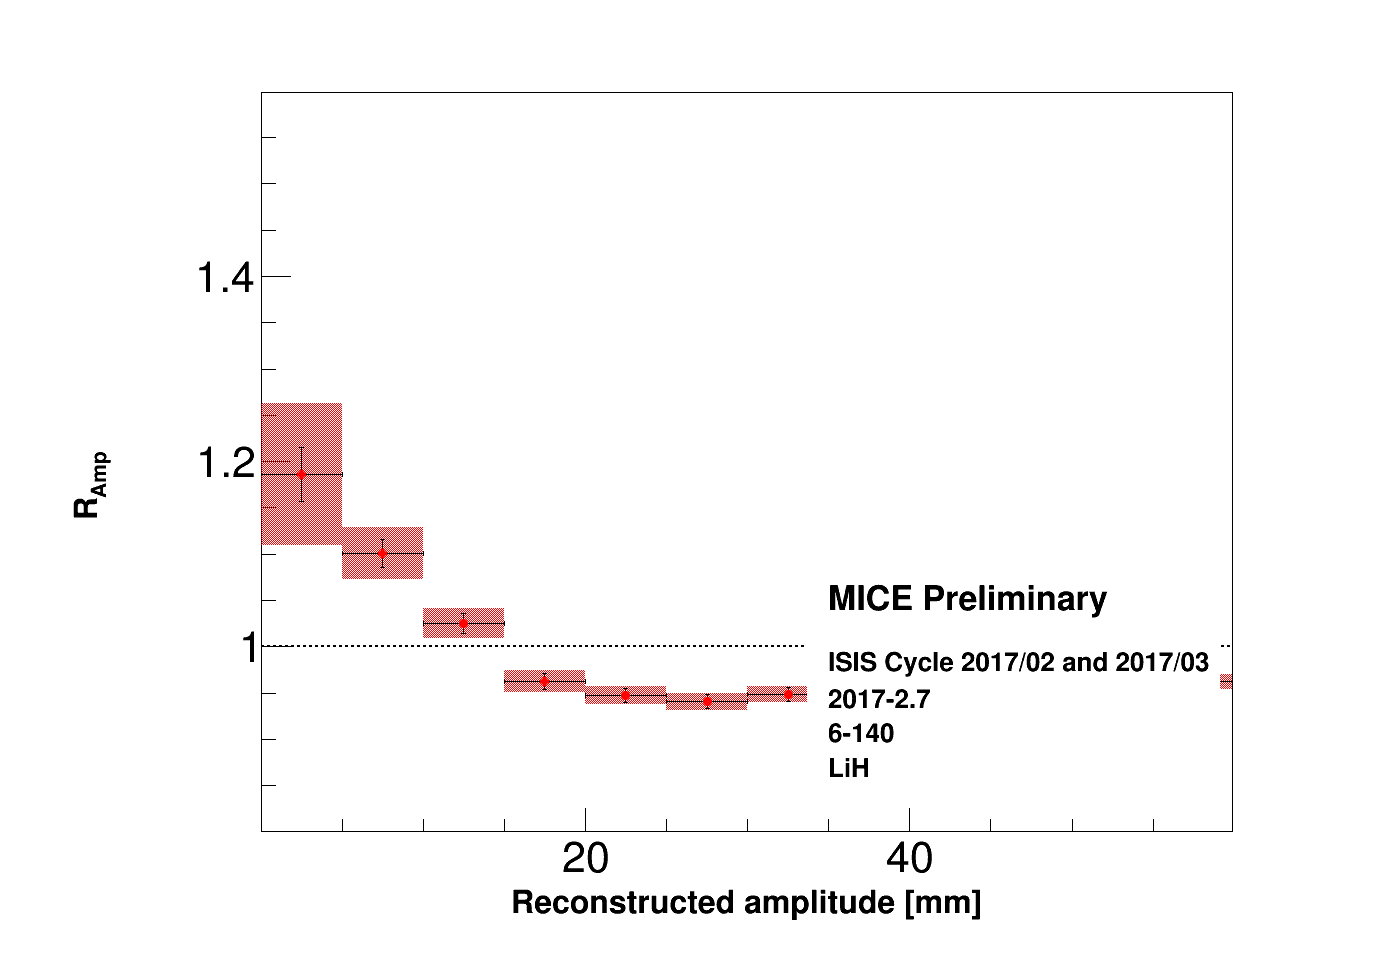 1.4
1.2
R_Amp
1
MICE Preliminary
ISIS Cycle 2017/02 and 2017/03
2017-2.7
6-140
LiH
20 40
Reconstructed amplitude [mm]